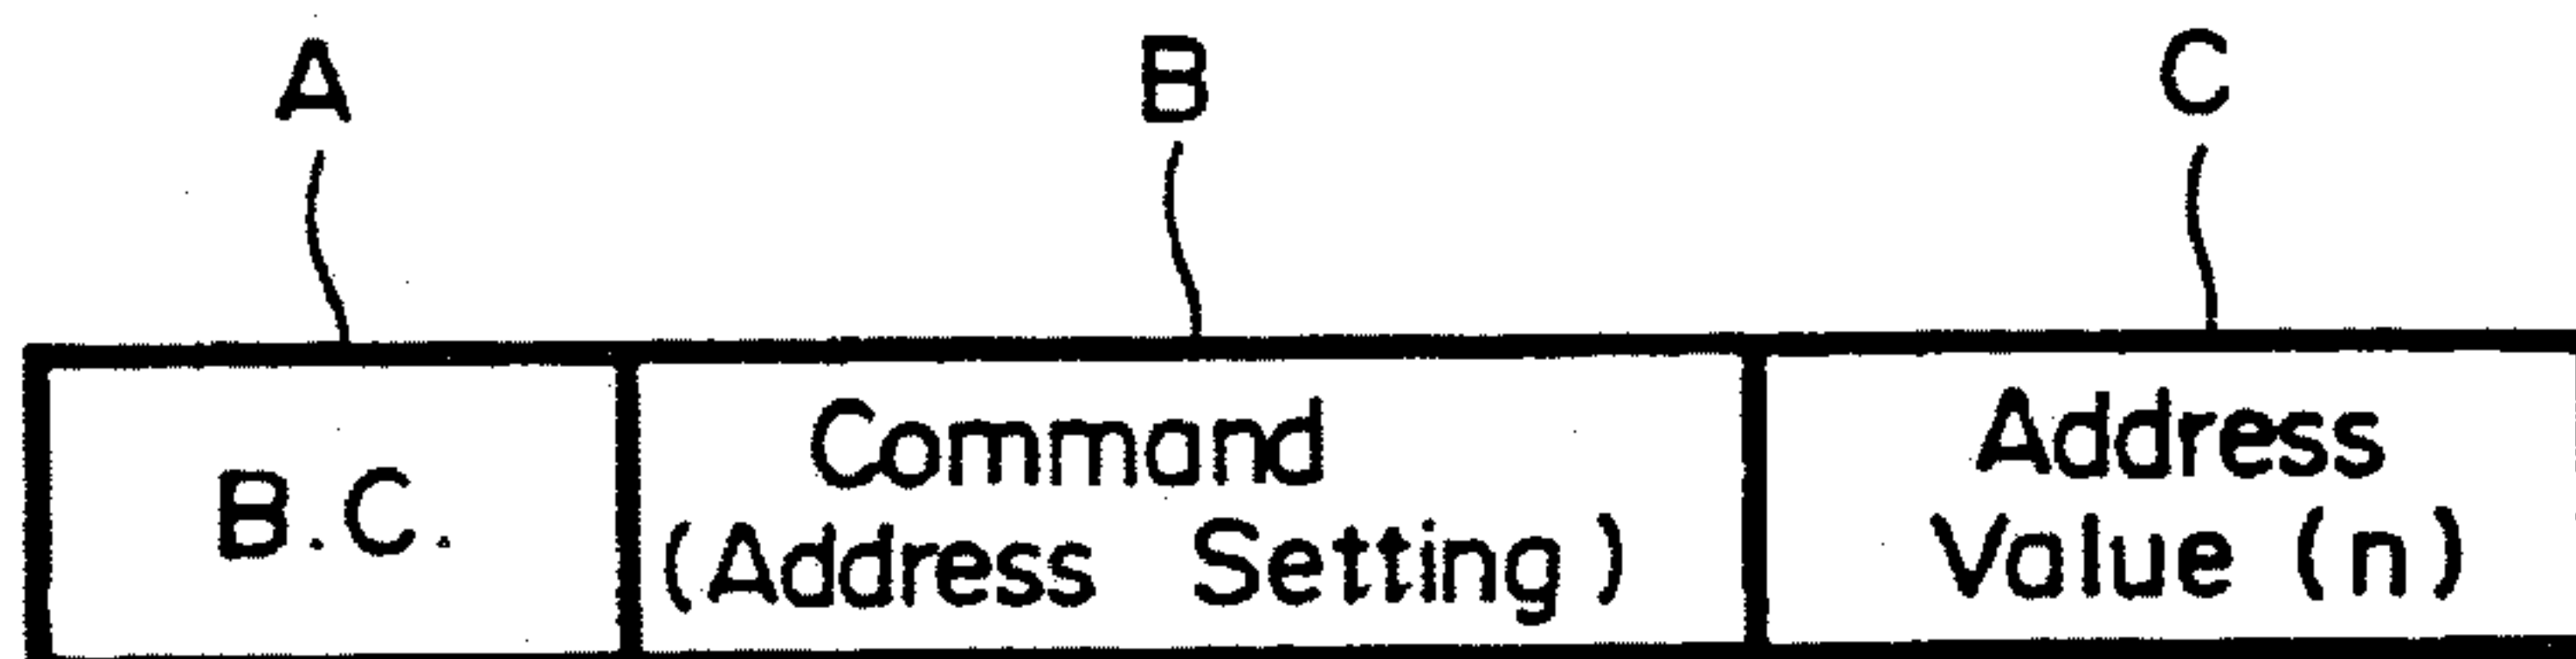 A B C
B.C.
Command
(Address Setting)
Address
Value (n)